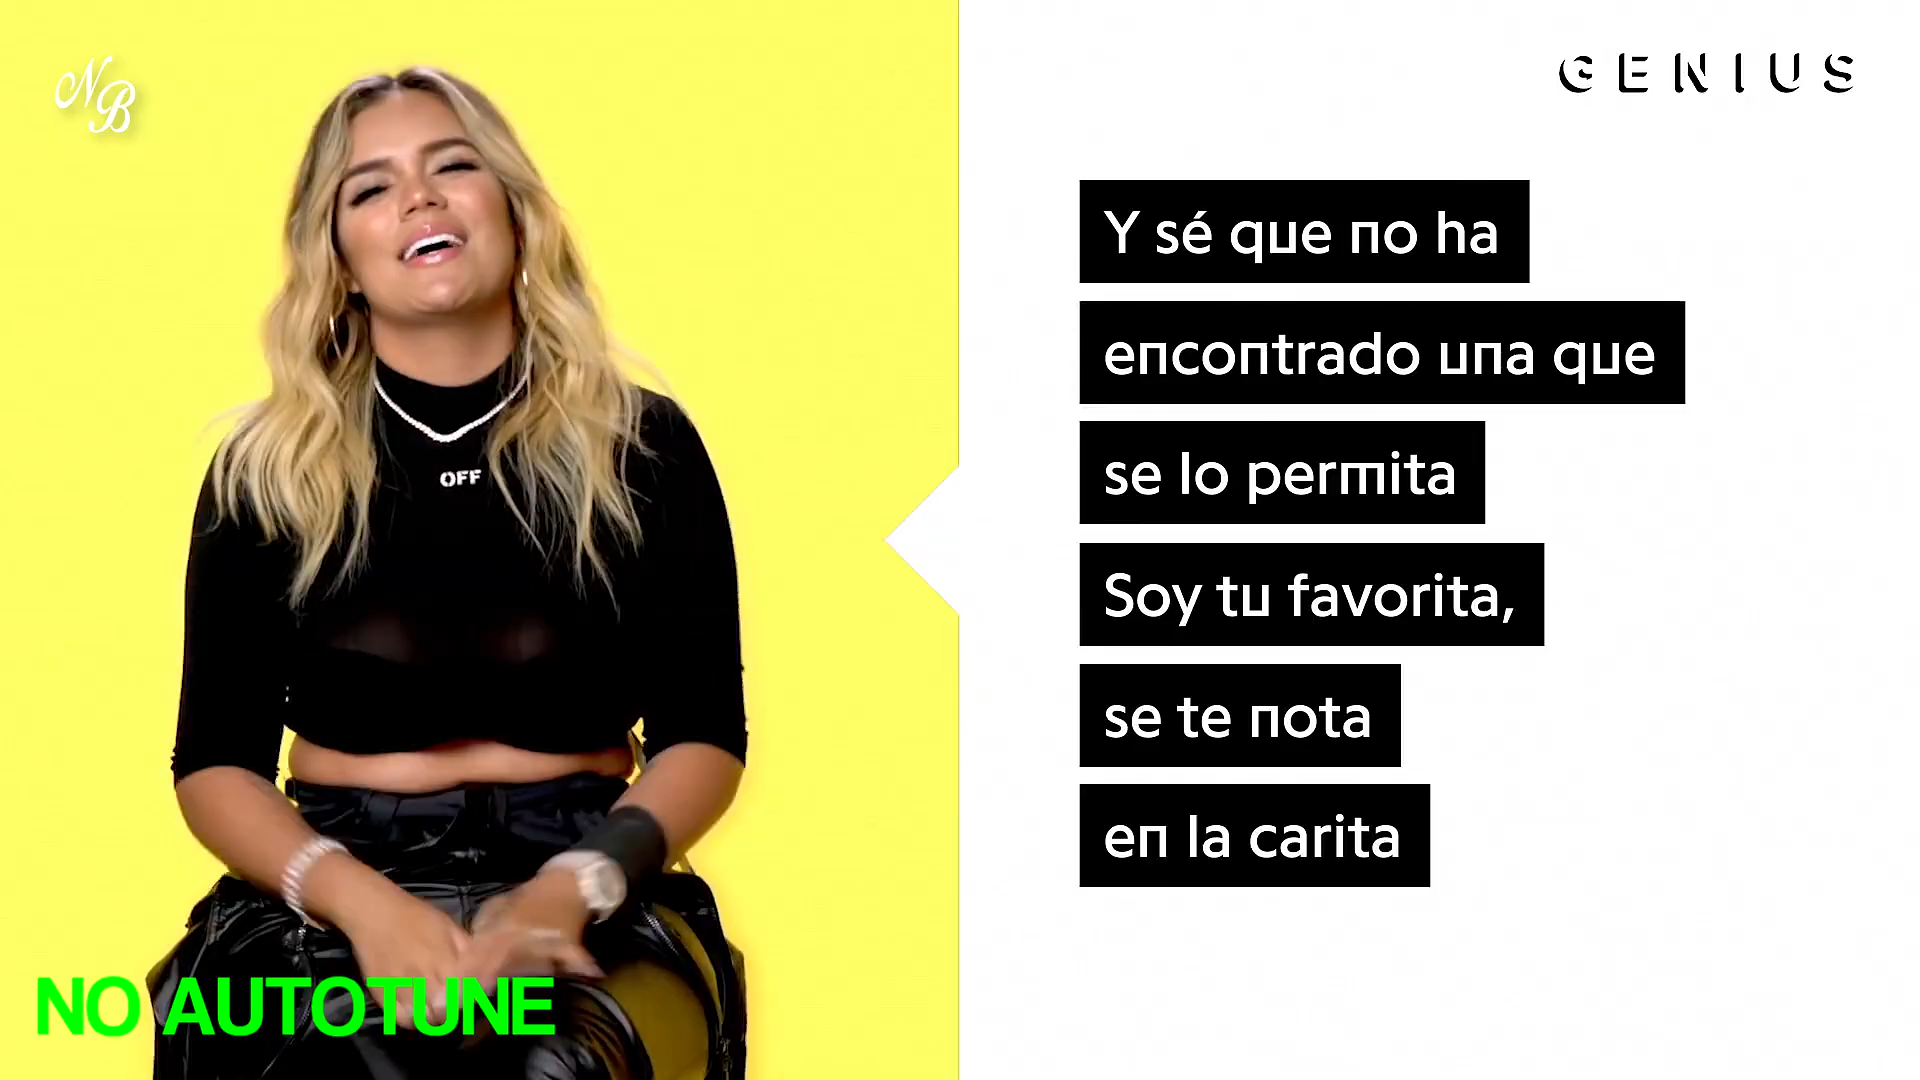 NB
GENIUS
Y sé que no ha
encontrado una que
se lo permita
Soy tu favorita,
se te nota
en la carita
OFF
NO AUTOTUNE